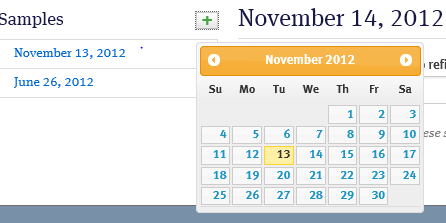 Samples
+
November 14, 2012
November 13, 2012
June 26, 2012
November 2012
Su Mo Tu We Th Fr Sa
1 2 3
4 5 6 7 8 9 10
11 12 13 14 15 16 17
18 19 20 21 22 23 24
25 26 27 28 29 30
refi
ese s